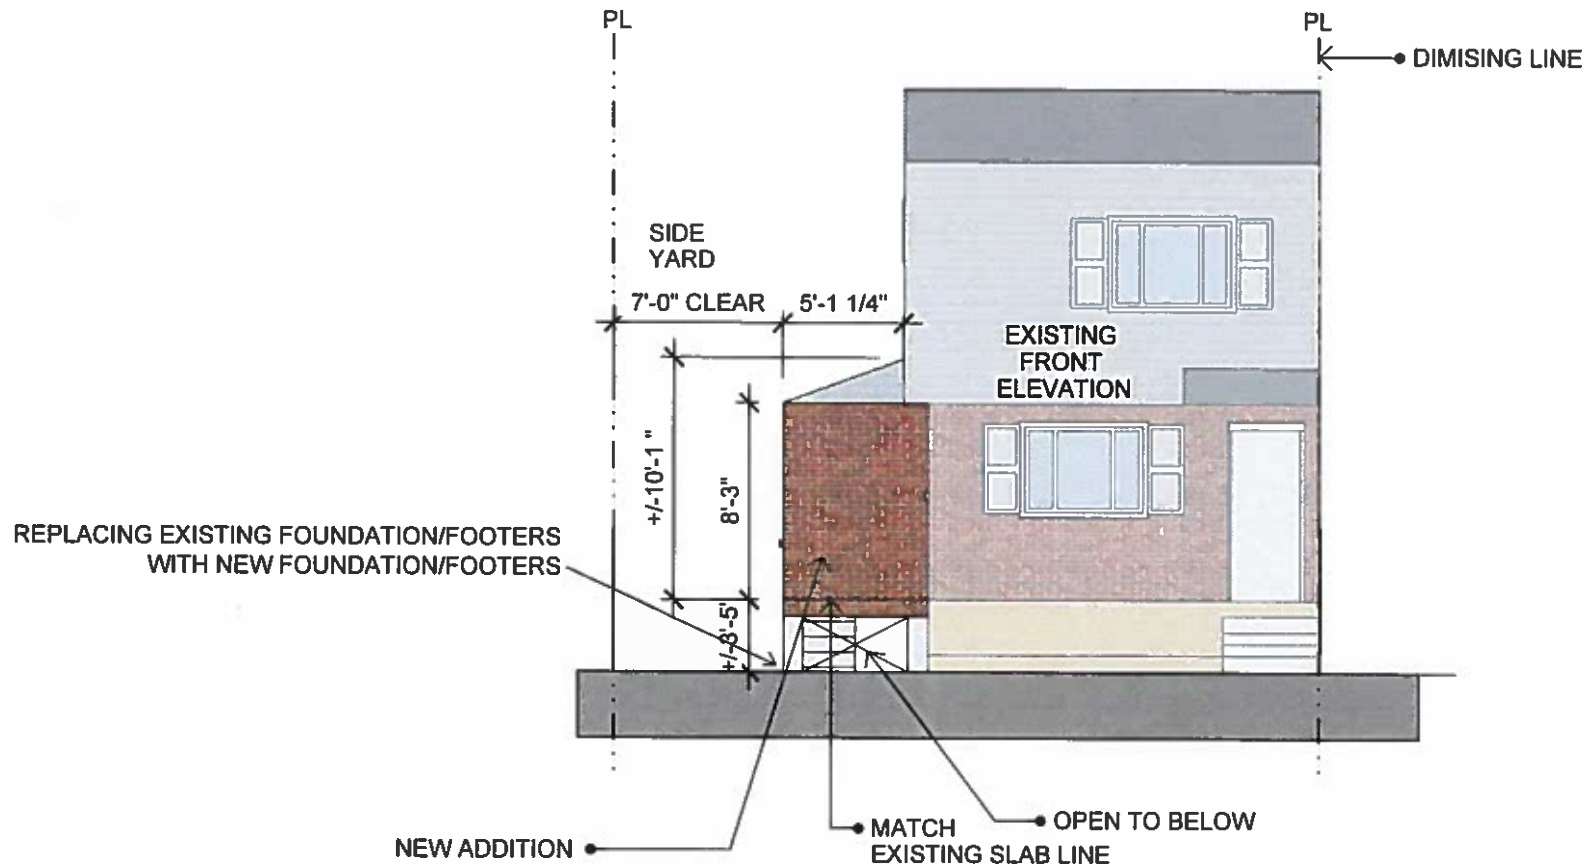 PL
PL
DIMISING LINE
SIDE
YARD
7'-0" CLEAR
5'-1 1/4"
EXISTING
FRONT
ELEVATION
+/-10'-1 "
8'-3"
REPLACING EXISTING FOUNDATION/FOOTERS
WITH NEW FOUNDATION/FOOTERS
+/-3'-5'
OPEN TO BELOW
MATCH
EXISTING SLAB LINE
NEW ADDITION